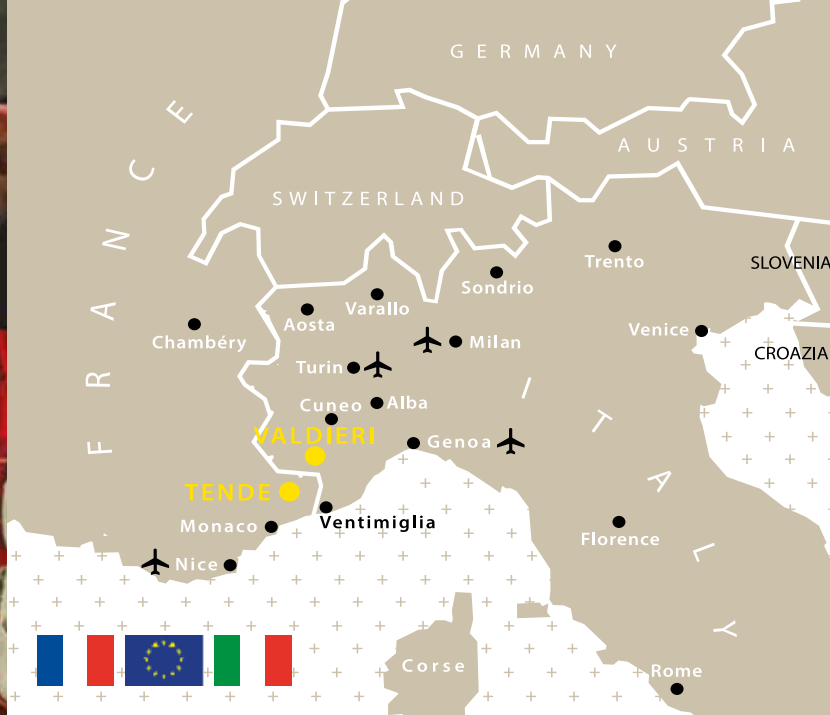 GERMANY
FRANCE
AUSTRIA
SWITZERLAND
Trento
SLOVENIA
Sondrio
Varallo
Aosta
Chambéry
Venice
Milan
CROAZIA
Turin
ITALY
Cuneo
Alba
VALDIERI
Genoa
TENDE
Ventimiglia
Monaco
Florence
Nice
Corse
Rome